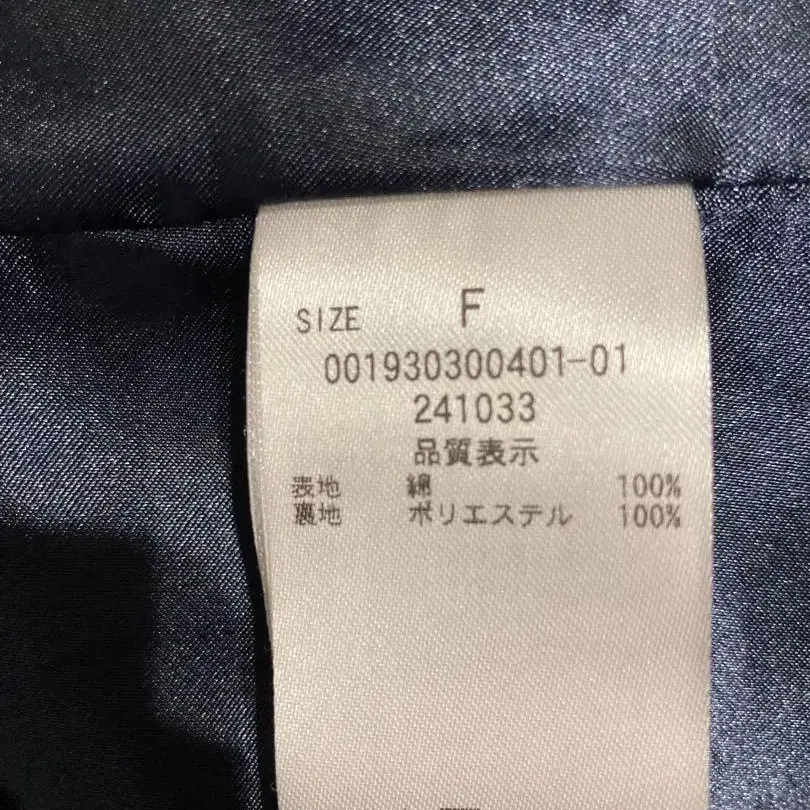 SIZE F
001930300401-01
241033
品質表示
表地 綿 100%
裏地 ポリエステル 100%